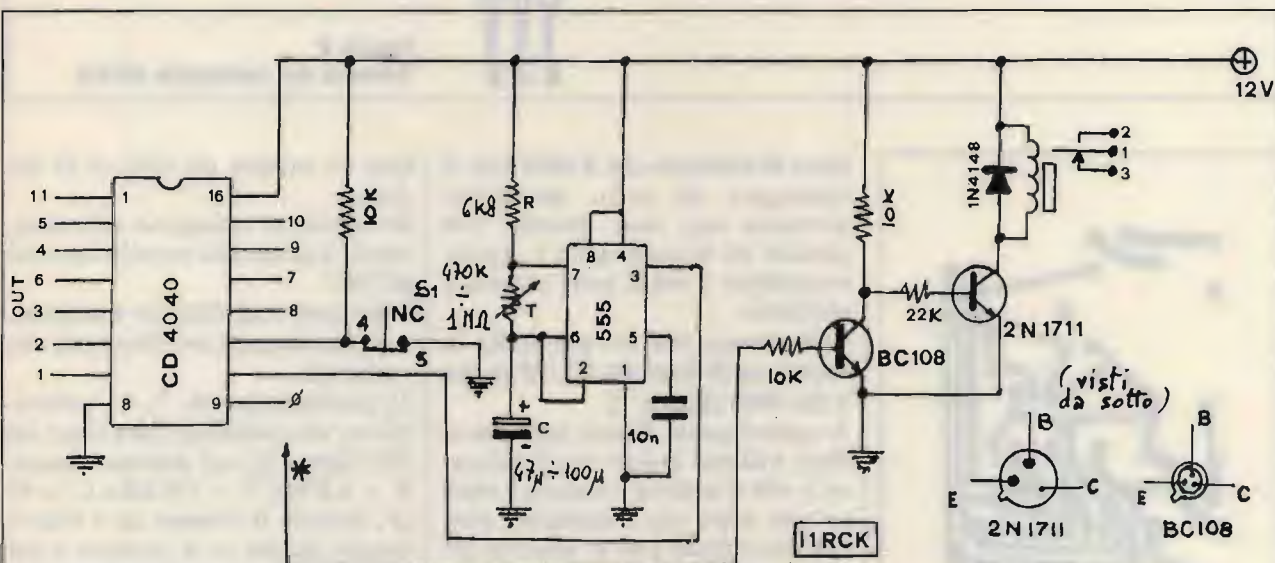 12V
11
5
4
6
3
2
1
OUT
1
16
8
9
CD 4040
10
9
7
8
ø
*
10K
4
S1
NC
5
6K8
R
470K
÷
1MΩ
T
+
-
C
47µ÷100µ
8
4
7
3
6
5
2
1
555
10n
10K
10K
22K
BC108
2N1711
1N4148
2
1
3
(visti
da sotto)
B
E
C
2N1711
B
E
C
BC108
I1RCK